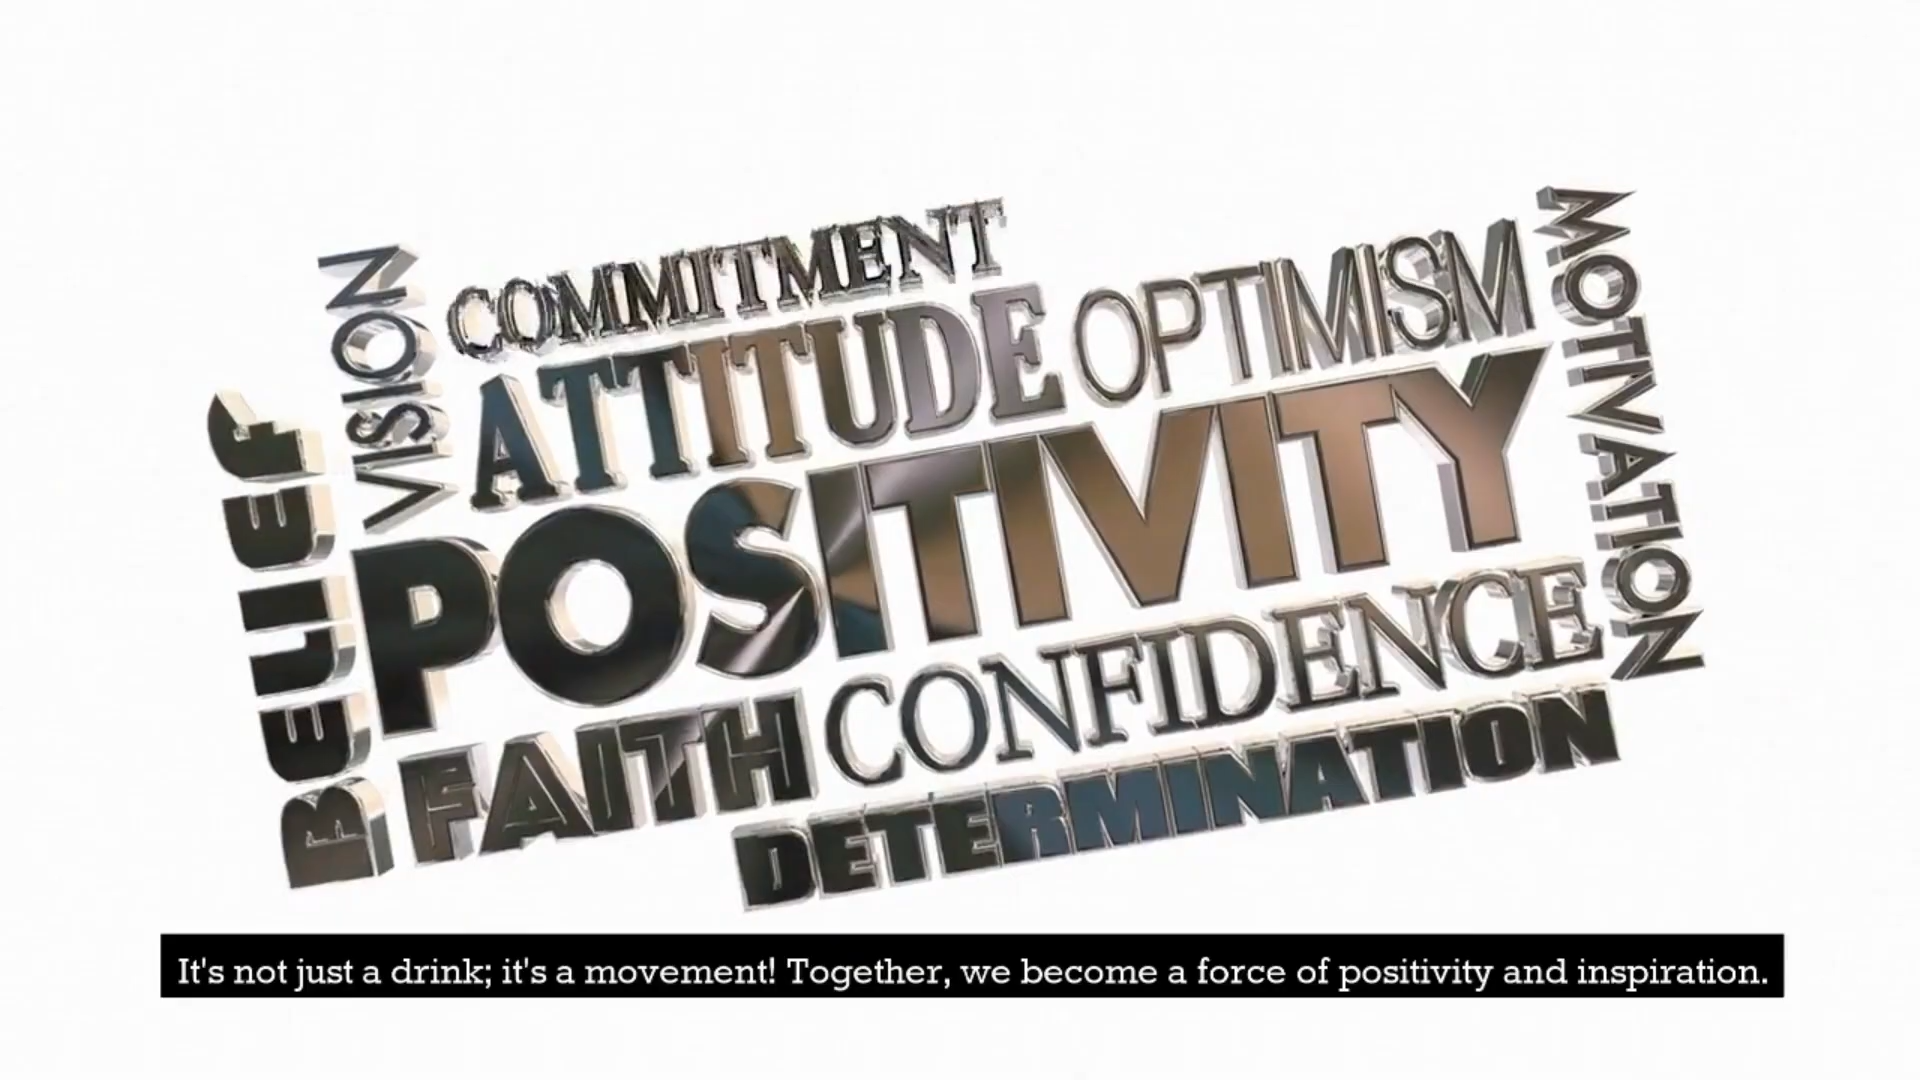 COMMITMENT
VISION
ATTITUDE
OPTIMISM
MOTIVATION
BELIEF
POSITIVITY
FAITH
CONFIDENCE
DETERMINATION
It's not just a drink; it's a movement! Together, we become a force of positivity and inspiration.